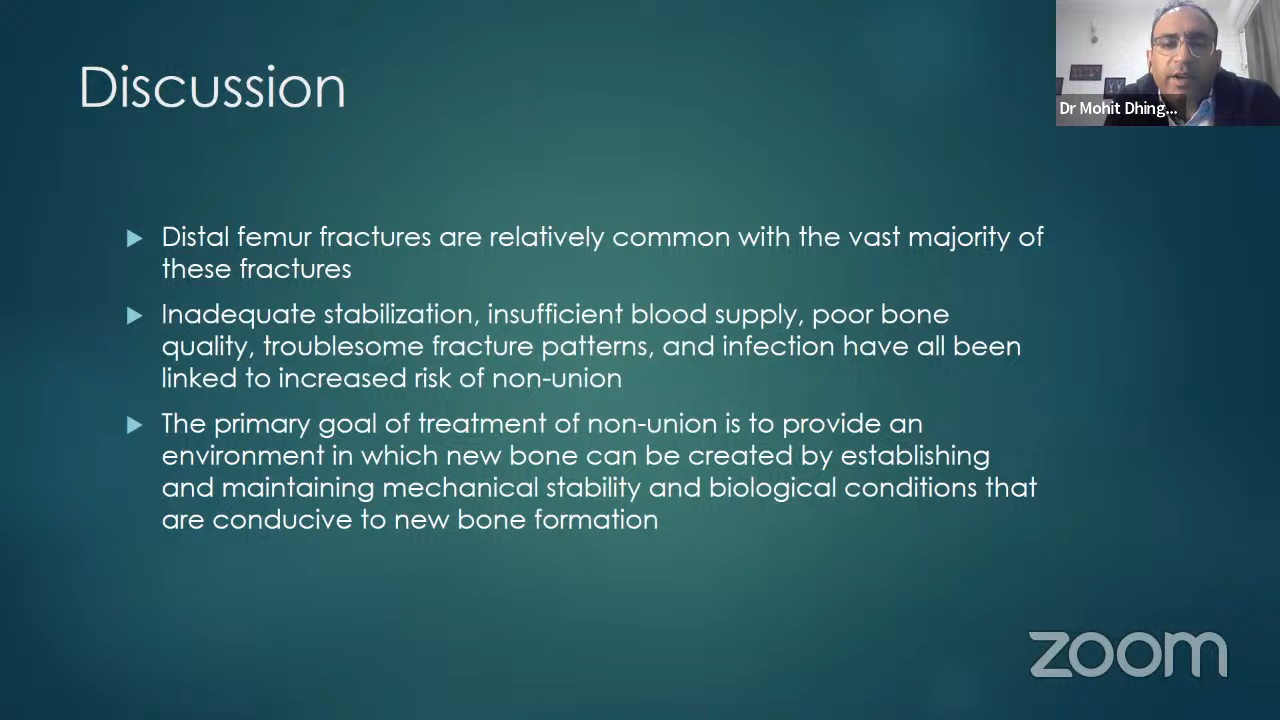 Discussion
Dr Mohit Dhing...
Distal femur fractures are relatively common with the vast majority of
these fractures
Inadequate stabilization, insufficient blood supply, poor bone
quality, troublesome fracture patterns, and infection have all been
linked to increased risk of non-union
The primary goal of treatment of non-union is to provide an
environment in which new bone can be created by establishing
and maintaining mechanical stability and biological conditions that
are conducive to new bone formation
zoom